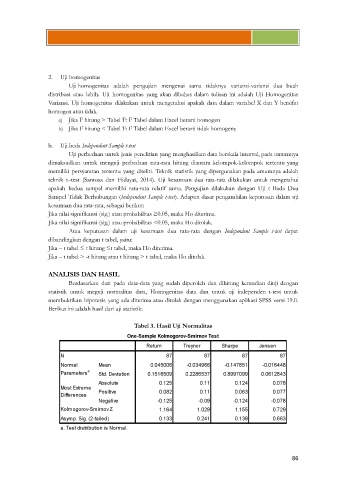 2. Uji homogenitas
Uji homogenitas adalah pengujian mengenai sama tidaknya variansi-variansi dua buah
distribusi atau lebih. Uji homogenitas yang akan dibahas dalam tulisan ini adalah Uji Homogenitas
Variansi. Uji homogenitas dilakukan untuk mengetahui apakah data dalam variabel X dan Y bersifat
homogen atau tidak.
a) Jika F hitung > Tabel F: F Tabel dalam Excel berarti homogen
b) Jika F hitung < Tabel F: F Tabel dalam Excel berarti tidak homogen;
b. Uji beda Independent Sample t-test
Uji perbedaan untuk jenis penelitian yang menghasilkan data berskala interval, pada umumnya
dimaksudkan untuk menguji perbedaan rata-rata hitung diantara kelompok-kelompok tertentu yang
memiliki persyaratan tertentu yang diteliti. Teknik statistik yang dipergunakan pada umumnya adalah
teknik t–test (Santoso dan Hidayat, 2014). Uji kesamaan dua rata-rata dilakukan untuk mengetahui
apakah kedua sampel memiliki rata-rata relatif sama. Pengujian dilakukan dengan Uji t Beda Dua
Sampel Tidak Berhubungan (Independent Sample t-test). Adapun dasar pengambilan keputusan dalam uji
kesamaan dua rata-rata, sebagai berikut:
Jika nilai signifikansi (sig.) atau probabilitas ≥0.05, maka Ho diterima.
Jika nilai signifikansi (sig.) atau probabilitas <0.05, maka Ho ditolak.
Atau keputusan dalam uji kesamaan dua rata-rata dengan Independent Sample t-test dapat
dibandingkan dengan t tabel, yaitu:
Jika – t tabel ≤ t hitung ≤t tabel, maka Ho diterima.
Jika – t tabel > -t hitung atau t hitung > t tabel, maka Ho ditolak
ANALISIS DAN HASIL
Berdasarkan dari pada data-data yang sudah diperoleh dan dihitung kemudian diuji dengan
statistik untuk meguji normalitas data, Homogenitas data dan untuk uji independen t-test untuk
membuktikan hipotesis yang ada diterima atau ditolak dengan menggunakan aplikasi SPSS versi 19.0.
Berikut ini adalah hasil dari uji statistik:
Tabel 3. Hasil Uji Normalitas
One-Sample Kolmogorov-Smirnov Test
Return Treyner Sharpe Jensen
N 87 87 87 87
Normal Parametersᵃ Mean 0.045006 -0.034966 -0.147851 -0.016448
Std. Deviation 0.1516509 0.2286537 0.8997099 0.0612843
Most Extreme Differences Absolute 0.125 0.11 0.124 0.078
Positive 0.082 0.11 0.063 0.077
Negative -0.125 -0.09 -0.124 -0.078
Kolmogorov-Smirnov Z 1.164 1.029 1.155 0.729
Asymp. Sig. (2-tailed) 0.133 0.241 0.139 0.663
a. Test distribution is Normal.
86